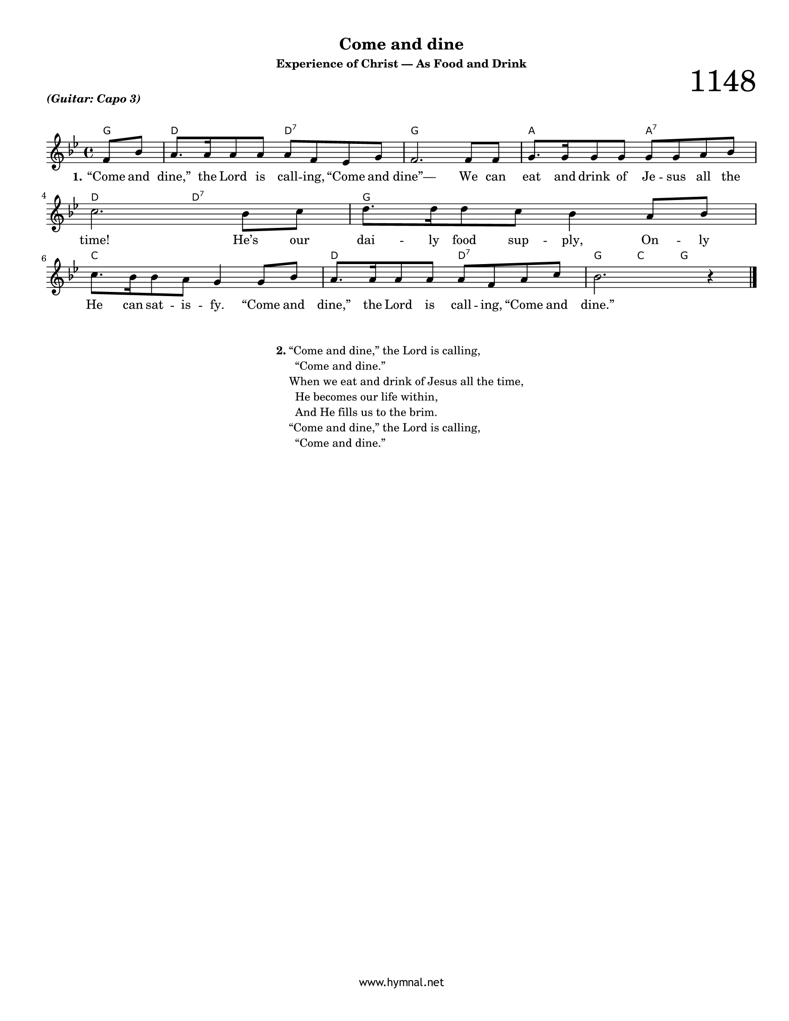 Come and dine
Experience of Christ — As Food and Drink
1148
(Guitar: Capo 3)
G D D7 G A A7
1. “Come and dine,” the Lord is call-ing, “Come and dine”— We can eat and drink of Je - sus all the
4
D D7 G
time! He’s our dai - ly food sup - ply, On - ly
6
C D D7 G C G
He can sat - is - fy. “Come and dine,” the Lord is call - ing, “Come and dine.”
2. “Come and dine,” the Lord is calling,
“Come and dine.”
When we eat and drink of Jesus all the time,
He becomes our life within,
And He fills us to the brim.
“Come and dine,” the Lord is calling,
“Come and dine.”
www.hymnal.net